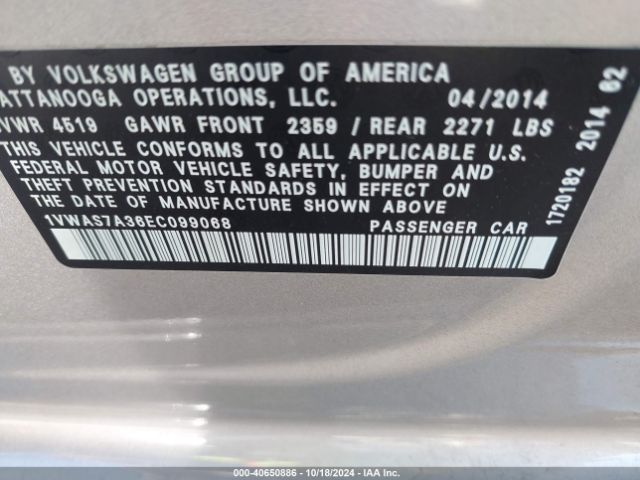 BY VOLKSWAGEN GROUP OF AMERICA
ATTANOOGA OPERATIONS, LLC. 04/2014
VWR 4519 GAWR FRONT 2359 / REAR 2271 LBS
THIS VEHICLE CONFORMS TO ALL APPLICABLE U.S.
FEDERAL MOTOR VEHICLE SAFETY, BUMPER AND
THEFT PREVENTION STANDARDS IN EFFECT ON
THE DATE OF MANUFACTURE SHOWN ABOVE.
1VWAS7A36EC099068 PASSENGER CAR
1720182 2014 62
000-40650886 - 10/18/2024 - IAA Inc.